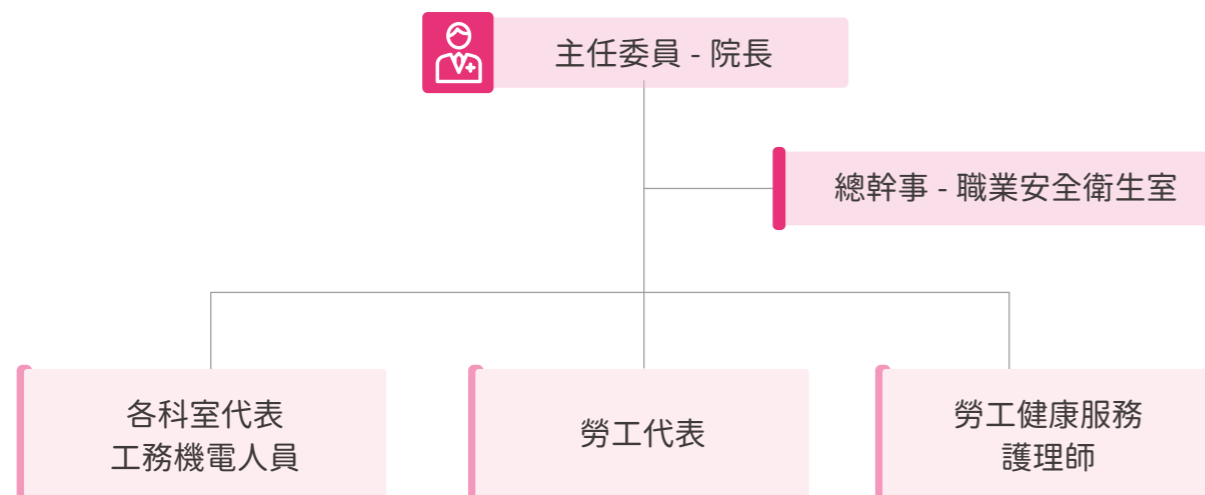 主任委員 - 院長
總幹事 - 職業安全衛生室
各科室代表
工務機電人員
勞工代表
勞工健康服務
護理師